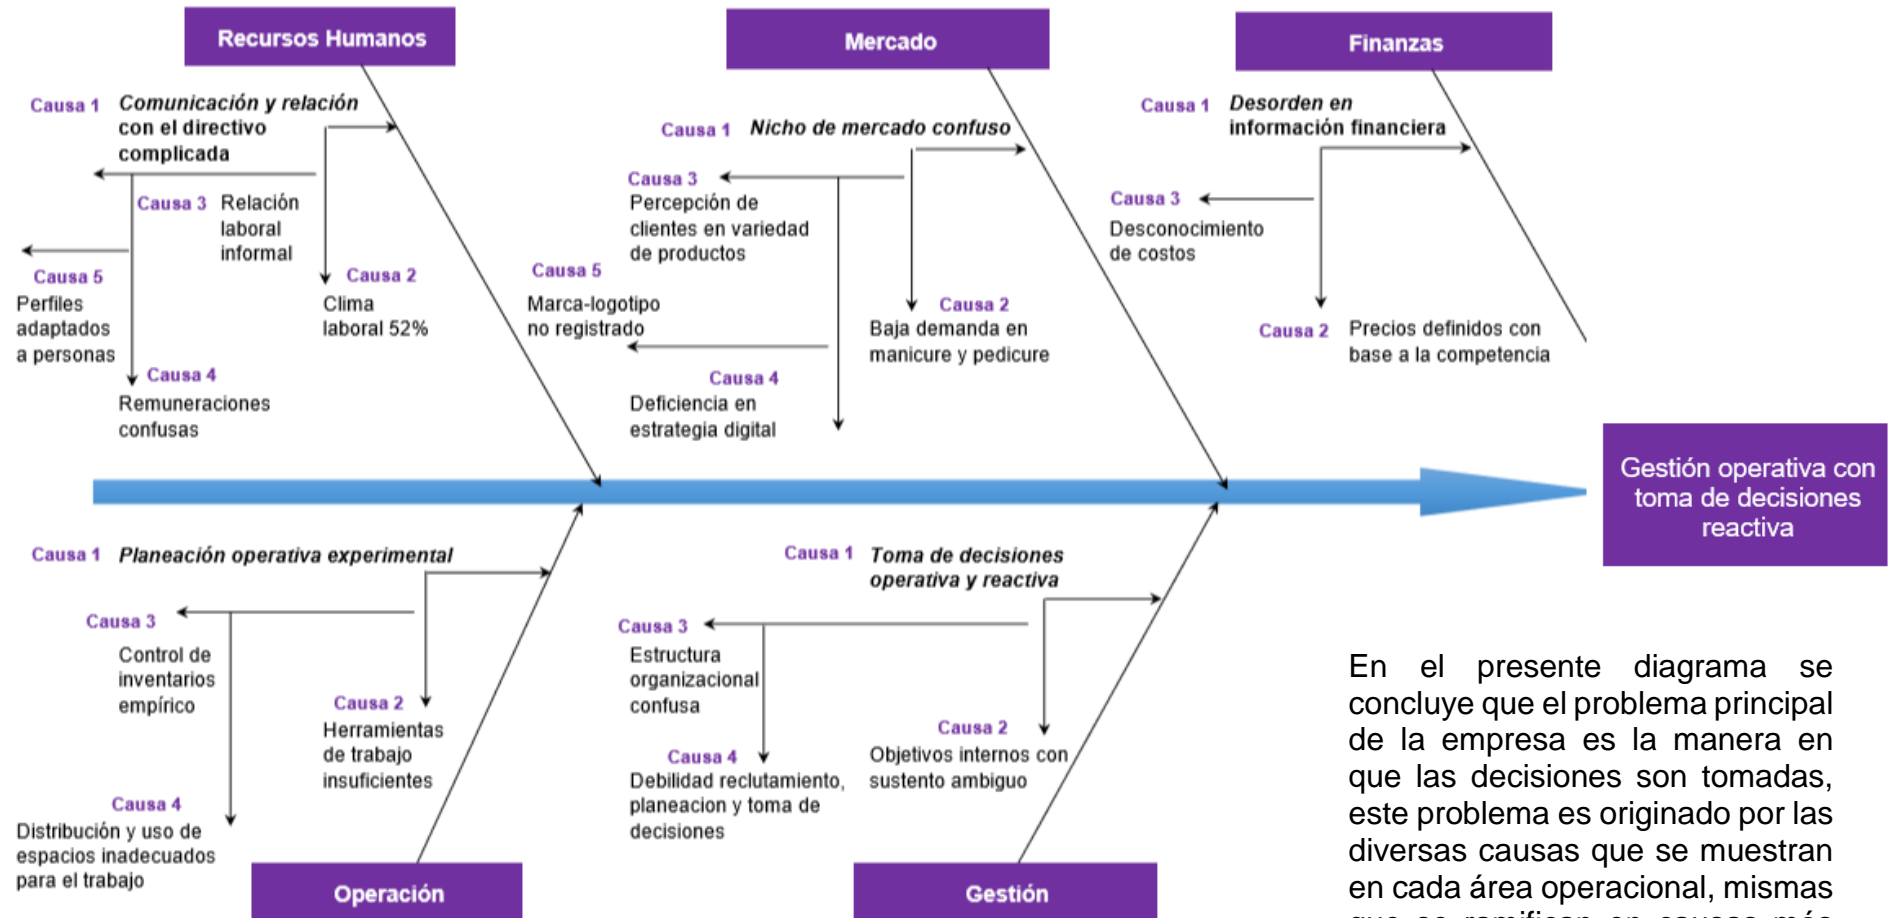 Recursos Humanos
Causa 1
Comunicación y relación
con el directivo
complicada
Causa 3
Relación
laboral
informal
Causa 2
Clima
laboral 52%
Causa 5
Perfiles
adaptados
a personas
Causa 4
Remuneraciones
confusas
Mercado
Causa 1
Nicho de mercado confuso
Causa 3
Percepción de
clientes en variedad
de productos
Causa 5
Marca-logotipo
no registrado
Causa 2
Baja demanda en
manicure y pedicure
Causa 4
Deficiencia en
estrategia digital
Finanzas
Causa 1
Desorden en
información financiera
Causa 3
Desconocimiento
de costos
Causa 2
Precios definidos con
base a la competencia
Gestión operativa con
toma de decisiones
reactiva
Causa 1
Planeación operativa experimental
Causa 3
Control de
inventarios
empírico
Causa 2
Herramientas
de trabajo
insuficientes
Causa 4
Distribución y uso de
espacios inadecuados
para el trabajo
Operación
Causa 1
Toma de decisiones
operativa y reactiva
Causa 3
Estructura
organizacional
confusa
Causa 2
Objetivos internos con
sustento ambiguo
Causa 4
Debilidad reclutamiento,
planeacion y toma de
decisiones
Gestión
En el presente diagrama se
concluye que el problema principal
de la empresa es la manera en
que las decisiones son tomadas,
este problema es originado por las
diversas causas que se muestran
en cada área operacional, mismas
que se ramifican en causas más